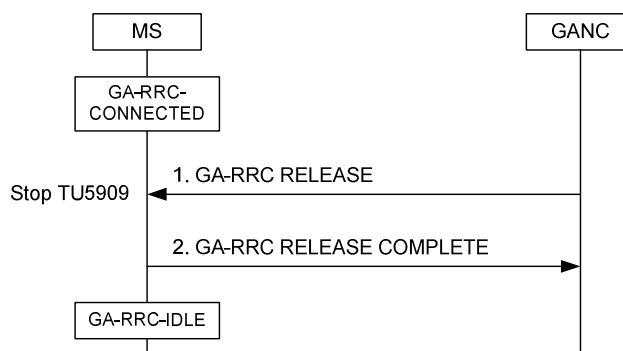 MS
GANC
GA-RRC-
CONNECTED
1. GA-RRC RELEASE
Stop TU5909
2. GA-RRC RELEASE COMPLETE
GA-RRC-IDLE